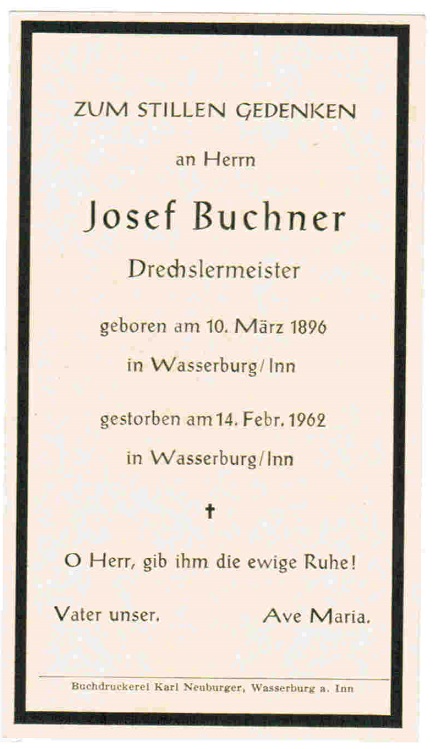 ZUM STILLEN GEDENKEN
an Herrn
Josef Buchner
Drechslermeister
geboren am 10. März 1896
in Wasserburg/Inn
gestorben am 14. Febr. 1962
in Wasserburg/Inn
†
O Herr, gib ihm die ewige Ruhe!
Vater unser. Ave Maria.
Buchdruckerei Karl Neuburger, Wasserburg a. Inn